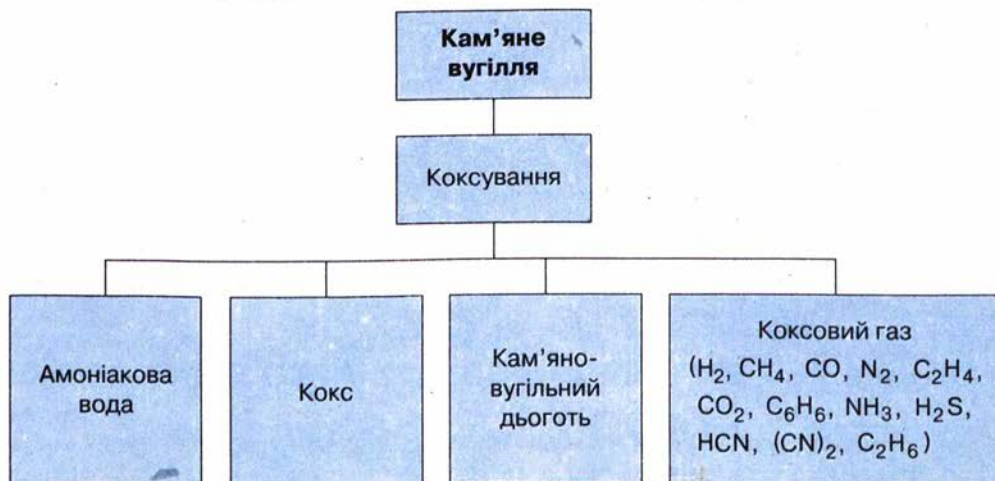 Кам’яне
вугілля
Коксування
Амоніакова
вода
Кокс
Кам’яно-
вугільний
дьоготь
Коксовий газ
(H₂, CH₄, CO, N₂, C₂H₄,
CO₂, C₆H₆, NH₃, H₂S,
HCN, (CN)₂, C₂H₆)